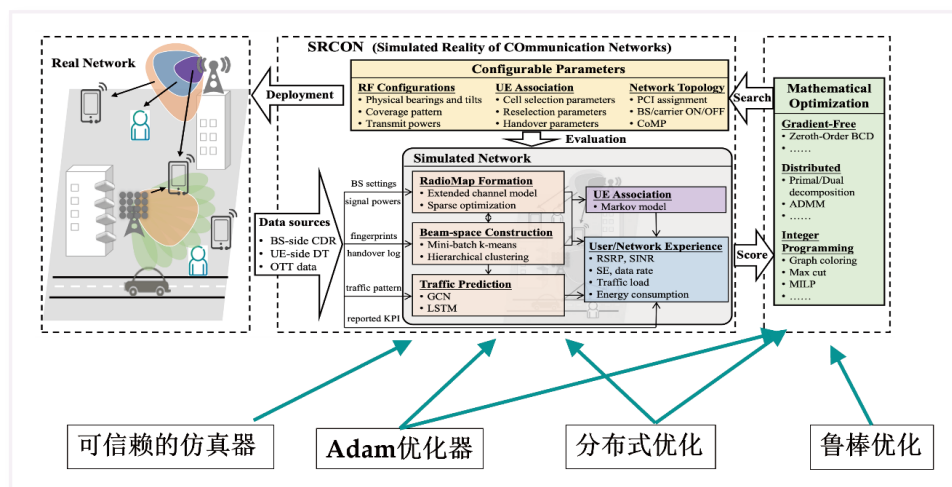 SRCON (Simulated Reality of COmmunication Networks)
Real Network
Deployment
Configurable Parameters
RF Configurations
• Physical bearings and tilts
• Coverage pattern
• Transmit powers
UE Association
• Cell selection parameters
• Reselection parameters
• Handover parameters
Network Topology
• PCI assignment
• BS/carrier ON/OFF
• CoMP
Search
Mathematical
Optimization
Gradient-Free
• Zeroth-Order BCD
• ……
Distributed
• Primal/Dual
decomposition
• ADMM
• ……
Integer
Programming
• Graph coloring
• Max cut
• MILP
• ……
Evaluation
Simulated Network
Data sources
• BS-side CDR
• UE-side DT
• OTT data
BS settings
signal powers
fingerprints
handover log
traffic pattern
reported KPI
RadioMap Formation
• Extended channel model
• Sparse optimization
Beam-space Construction
• Mini-batch k-means
• Hierarchical clustering
Traffic Prediction
• GCN
• LSTM
UE Association
• Markov model
User/Network Experience
• RSRP, SINR
• SE, data rate
• Traffic load
• Energy consumption
Score
可信赖的仿真器
Adam优化器
分布式优化
鲁棒优化